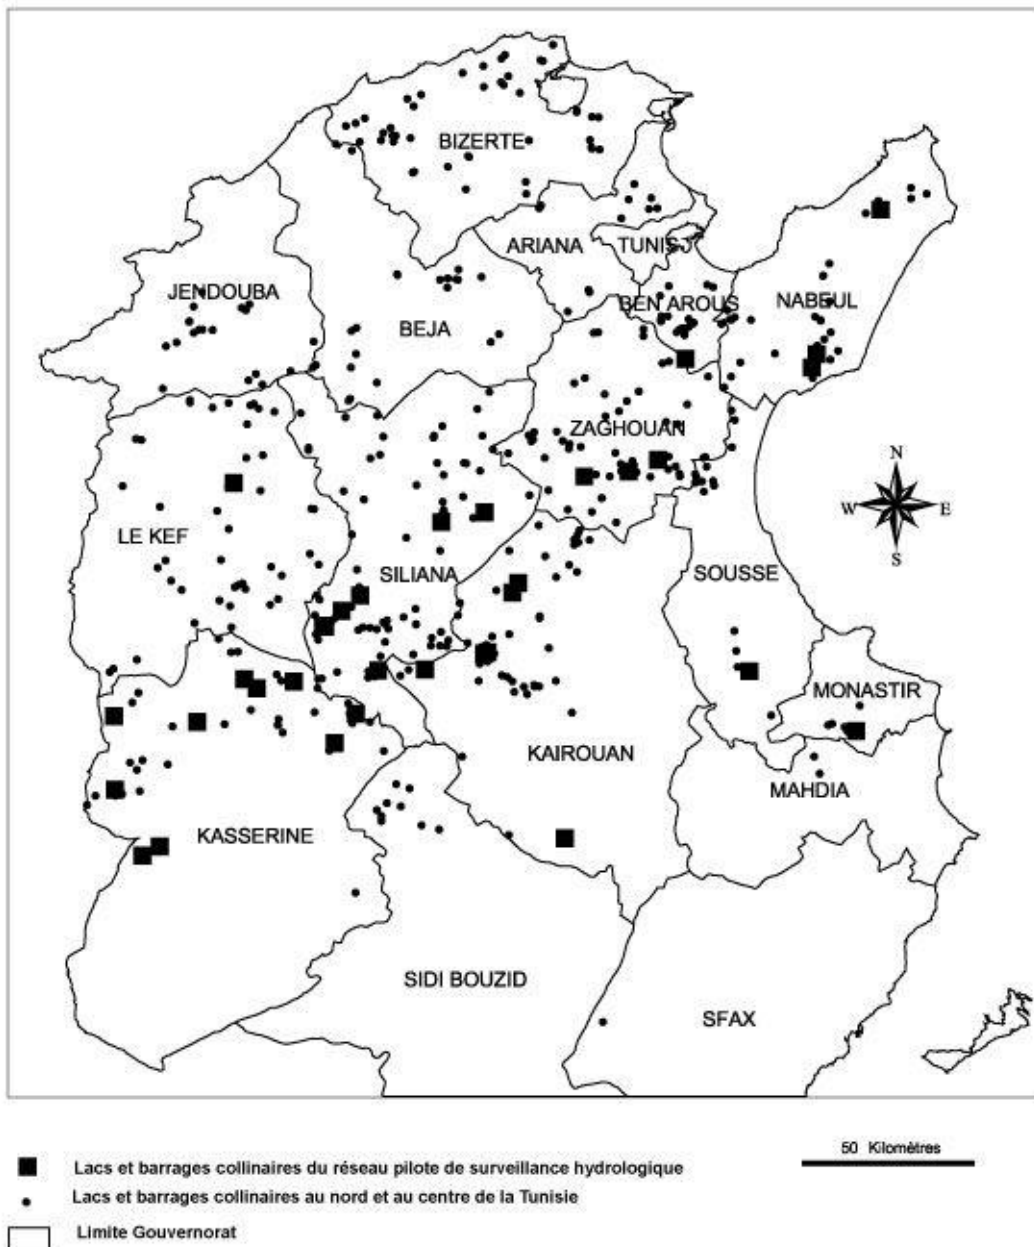 BIZERTE
ARIANA
TUNIS
JENDOUBA
BEN AROUS
NABEUL
BEJA
ZAGHOUAN
N
W
E
S
LE KEF
SILIANA
SOUSSE
MONASTIR
KAIROUAN
MAHDIA
KASSERINE
SIDI BOUZID
SFAX
50 Kilomètres
Lacs et barrages collinaires du réseau pilote de surveillance hydrologique
Lacs et barrages collinaires au nord et au centre de la Tunisie
Limite Gouvernorat